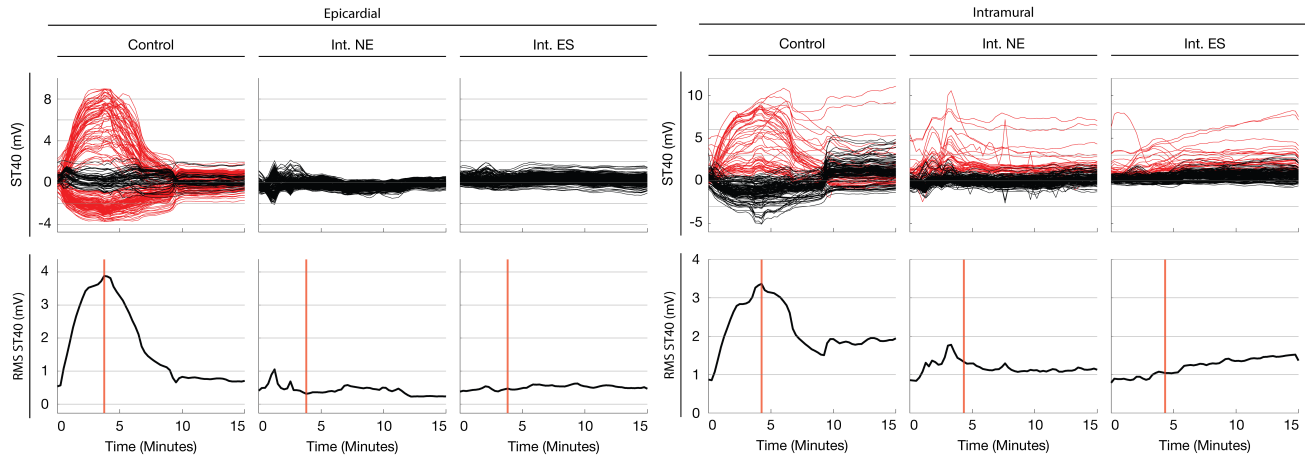 Epicardial
Intramural
Control
Int. NE
Int. ES
Control
Int. NE
Int. ES
ST40 (mV)
8
4
0
-4
ST40 (mV)
10
5
0
-5
RMS ST40 (mV)
4
3
2
1
0
RMS ST40 (mV)
4
3
2
1
0
0 5 10 15
0 5 10 15
0 5 10 15
0 5 10 15
0 5 10 15
0 5 10 15
Time (Minutes)
Time (Minutes)
Time (Minutes)
Time (Minutes)
Time (Minutes)
Time (Minutes)